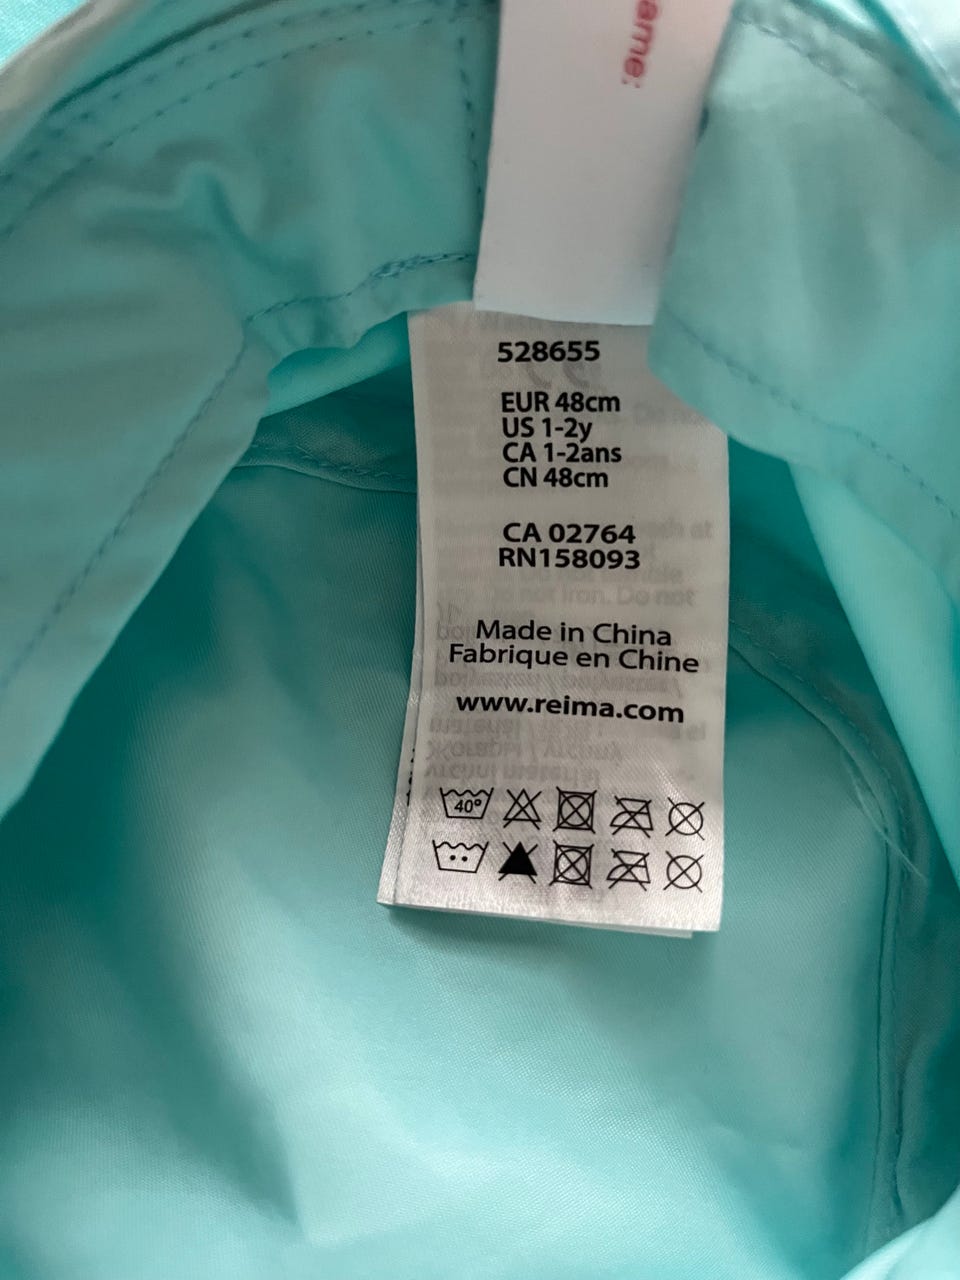 ame:
528655
EUR 48cm
US 1-2y
CA 1-2ans
CN 48cm
CA 02764
RN158093
Made in China
Fabrique en Chine
www.reima.com
40°